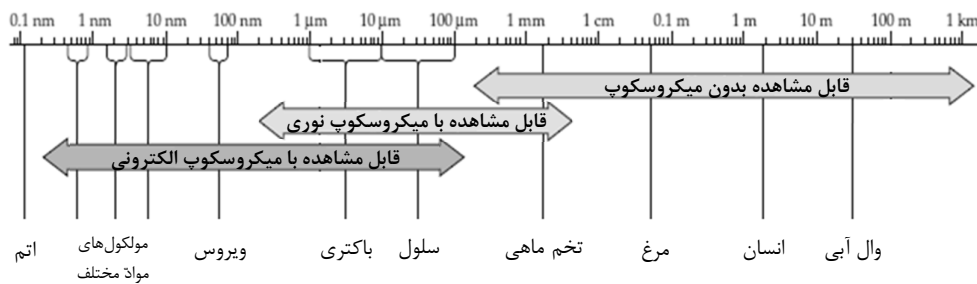 0.1 nm 1 nm 10 nm 100 nm 1 μm 10 μm 100 μm 1 mm 1 cm 0.1 m 1 m 10 m 100 m 1 km
قابل مشاهده بدون میکروسکوپ
قابل مشاهده با میکروسکوپ نوری
قابل مشاهده با میکروسکوپ الکترونی
اتم
مولکول‌های
موادّ مختلف
ویروس
باکتری
سلول
تخم ماهی
مرغ
انسان
وال آبی